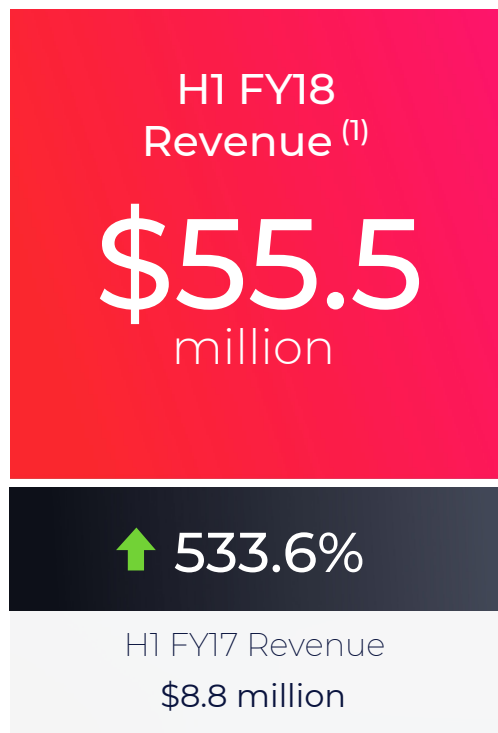 H1 FY18
Revenue (1)
$55.5
million
533.6%
H1 FY17 Revenue
$8.8 million